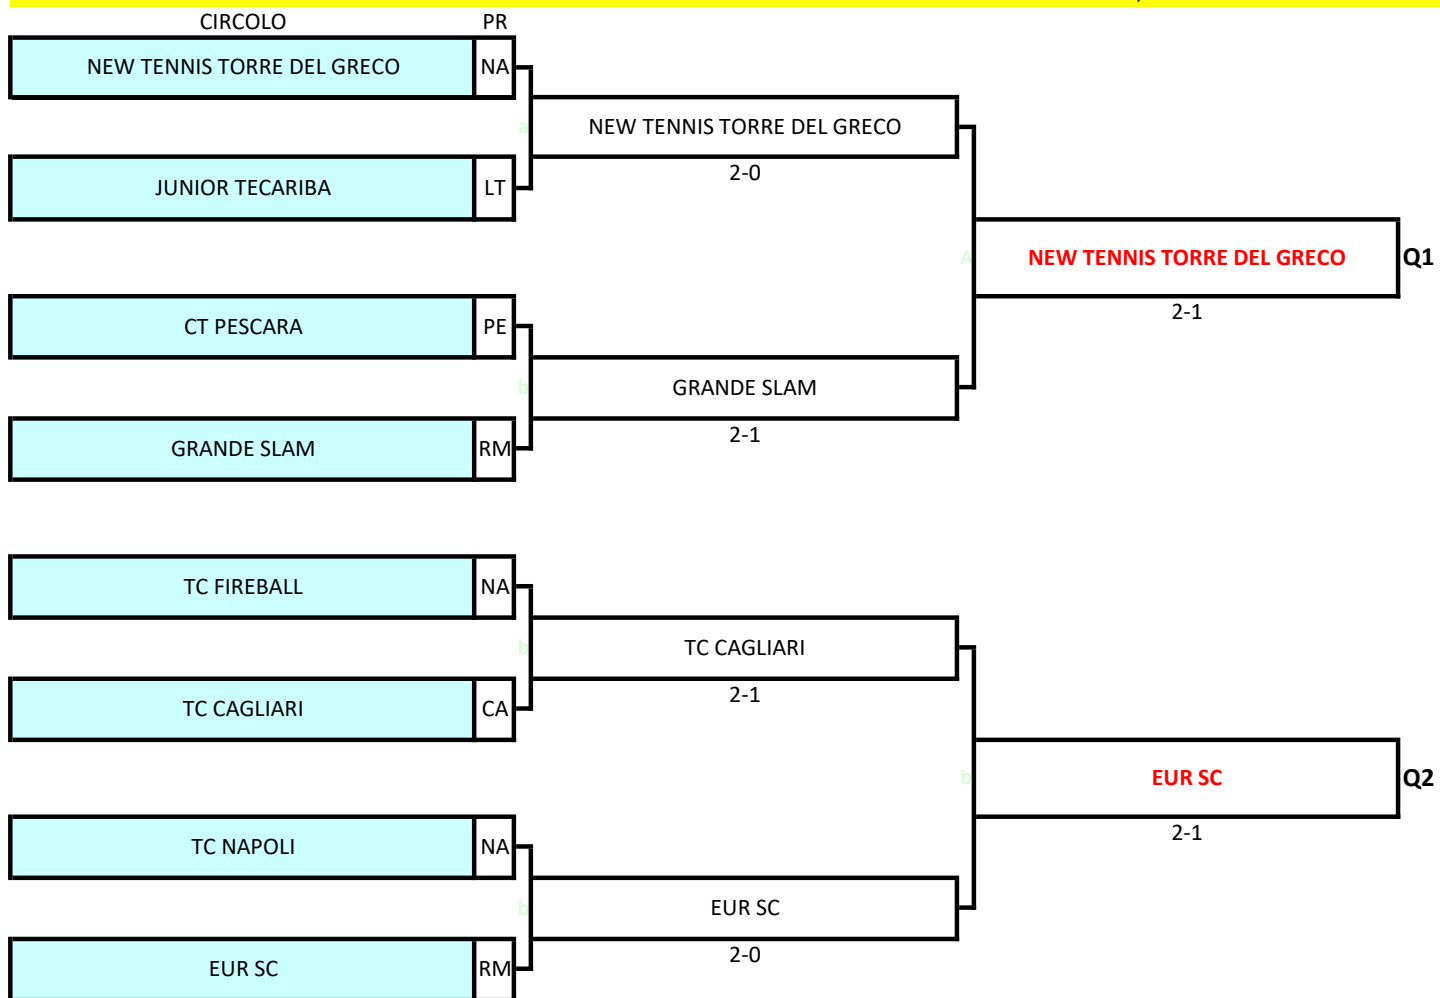 CIRCOLO PR
NEW TENNIS TORRE DEL GRECO NA
a NEW TENNIS TORRE DEL GRECO
JUNIOR TECARIBA LT
2-0
A NEW TENNIS TORRE DEL GRECO Q1
2-1
CT PESCARA PE
b GRANDE SLAM
GRANDE SLAM RM
2-1
TC FIREBALL NA
b TC CAGLIARI
TC CAGLIARI CA
2-1
b EUR SC Q2
2-1
TC NAPOLI NA
b EUR SC
EUR SC RM
2-0